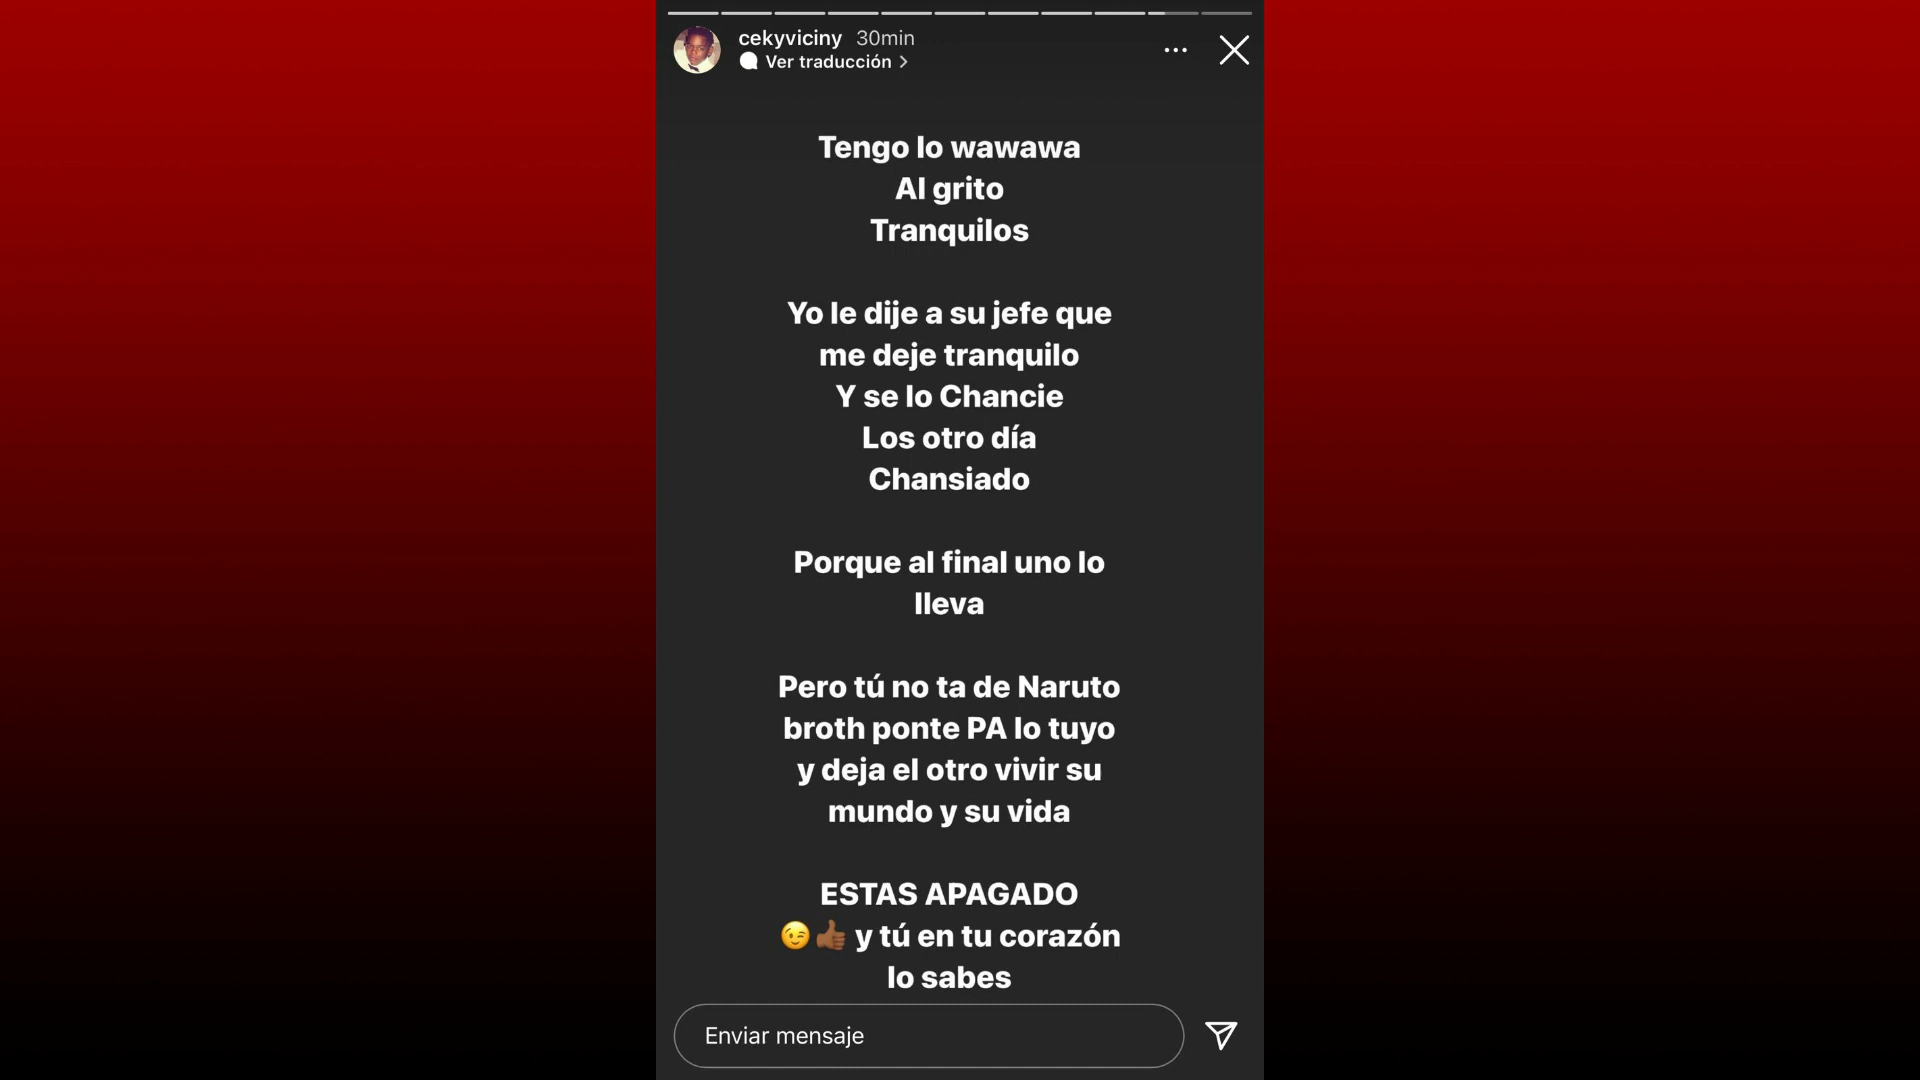 cekyviciny 30min
Ver traducción
Tengo lo wawawa
Al grito
Tranquilos
Yo le dije a su jefe que
me deje tranquilo
Y se lo Chancie
Los otro día
Chansiado
Porque al final uno lo
lleva
Pero tú no ta de Naruto
broth ponte PA lo tuyo
y deja el otro vivir su
mundo y su vida
ESTAS APAGADO
😉👍🏾 y tú en tu corazón
lo sabes
Enviar mensaje